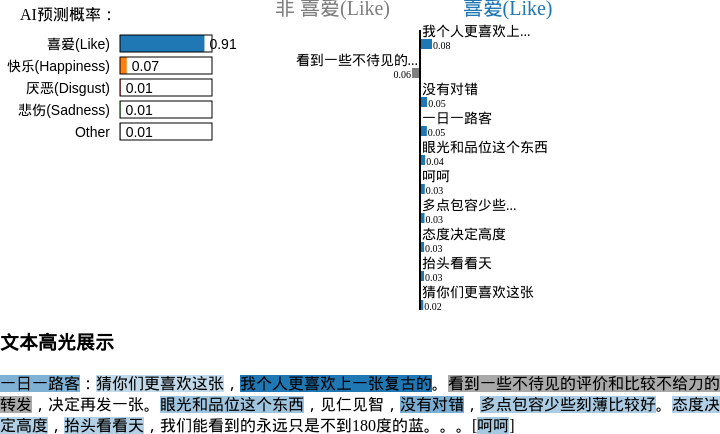 AI预测概率：
喜爱(Like) 0.91
快乐(Happiness) 0.07
厌恶(Disgust) 0.01
悲伤(Sadness) 0.01
Other 0.01
非 喜爱(Like) 喜爱(Like)
我个人更喜欢上...
0.08
看到一些不待见的...
0.06
没有对错
0.05
一日一路客
0.05
眼光和品位这个东西
0.04
呵呵
0.03
多点包容少些...
0.03
态度决定高度
0.03
抬头看看天
0.03
猜你们更喜欢这张
0.02
文本高光展示
一日一路客：猜你们更喜欢这张，我个人更喜欢上一张复古的。看到一些不待见的评价和比较不给力的
转发，决定再发一张。眼光和品位这个东西，见仁见智，没有对错，多点包容少些刻薄比较好。态度决
定高度，抬头看看天，我们能看到的永远只是不到180度的蓝。。。[呵呵]